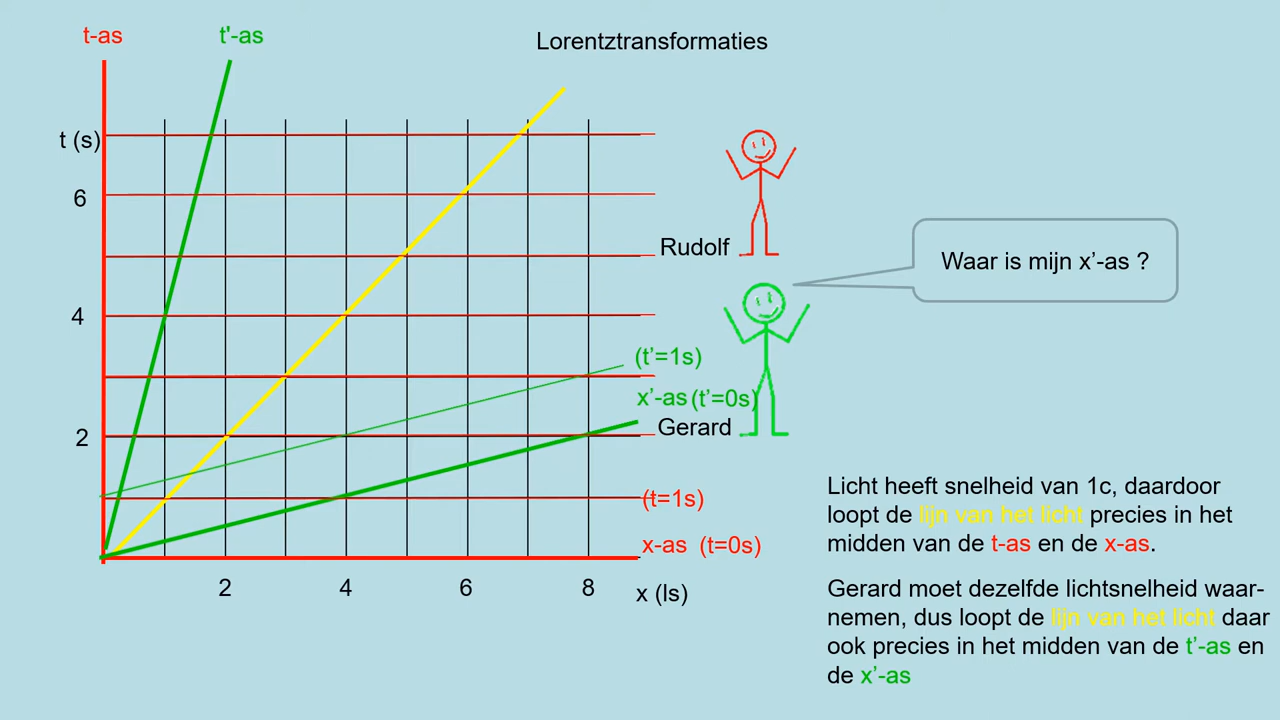 Lorentztransformaties
t-as
t'-as
t (s)
6
4
2
Rudolf
Waar is mijn x’-as ?
(t’=1s)
x’-as (t’=0s)
Gerard
(t=1s)
x-as (t=0s)
2
4
6
8
x (ls)
Licht heeft snelheid van 1c, daardoor
loopt de lijn van het licht precies in het
midden van de t-as en de x-as.
Gerard moet dezelfde lichtsnelheid waar-
nemen, dus loopt de lijn van het licht daar
ook precies in het midden van de t’-as en
de x’-as